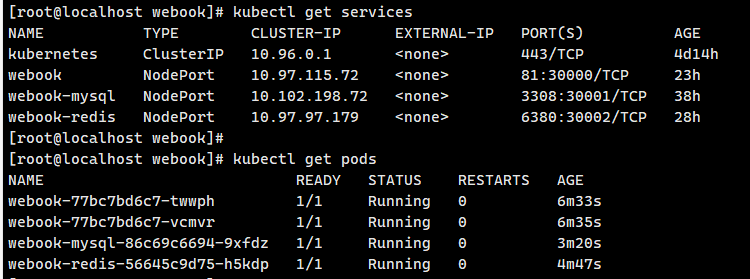 [root@localhost webook]# kubectl get services
NAME TYPE CLUSTER-IP EXTERNAL-IP PORT(S) AGE
kubernetes ClusterIP 10.96.0.1 <none> 443/TCP 4d14h
webook NodePort 10.97.115.72 <none> 81:30000/TCP 23h
webook-mysql NodePort 10.102.198.72 <none> 3308:30001/TCP 38h
webook-redis NodePort 10.97.97.179 <none> 6380:30002/TCP 28h
[root@localhost webook]#
[root@localhost webook]# kubectl get pods
NAME READY STATUS RESTARTS AGE
webook-77bc7bd6c7-twwph 1/1 Running 0 6m33s
webook-77bc7bd6c7-vcmvr 1/1 Running 0 6m35s
webook-mysql-86c69c6694-9xfdz 1/1 Running 0 3m20s
webook-redis-56645c9d75-h5kdp 1/1 Running 0 4m47s